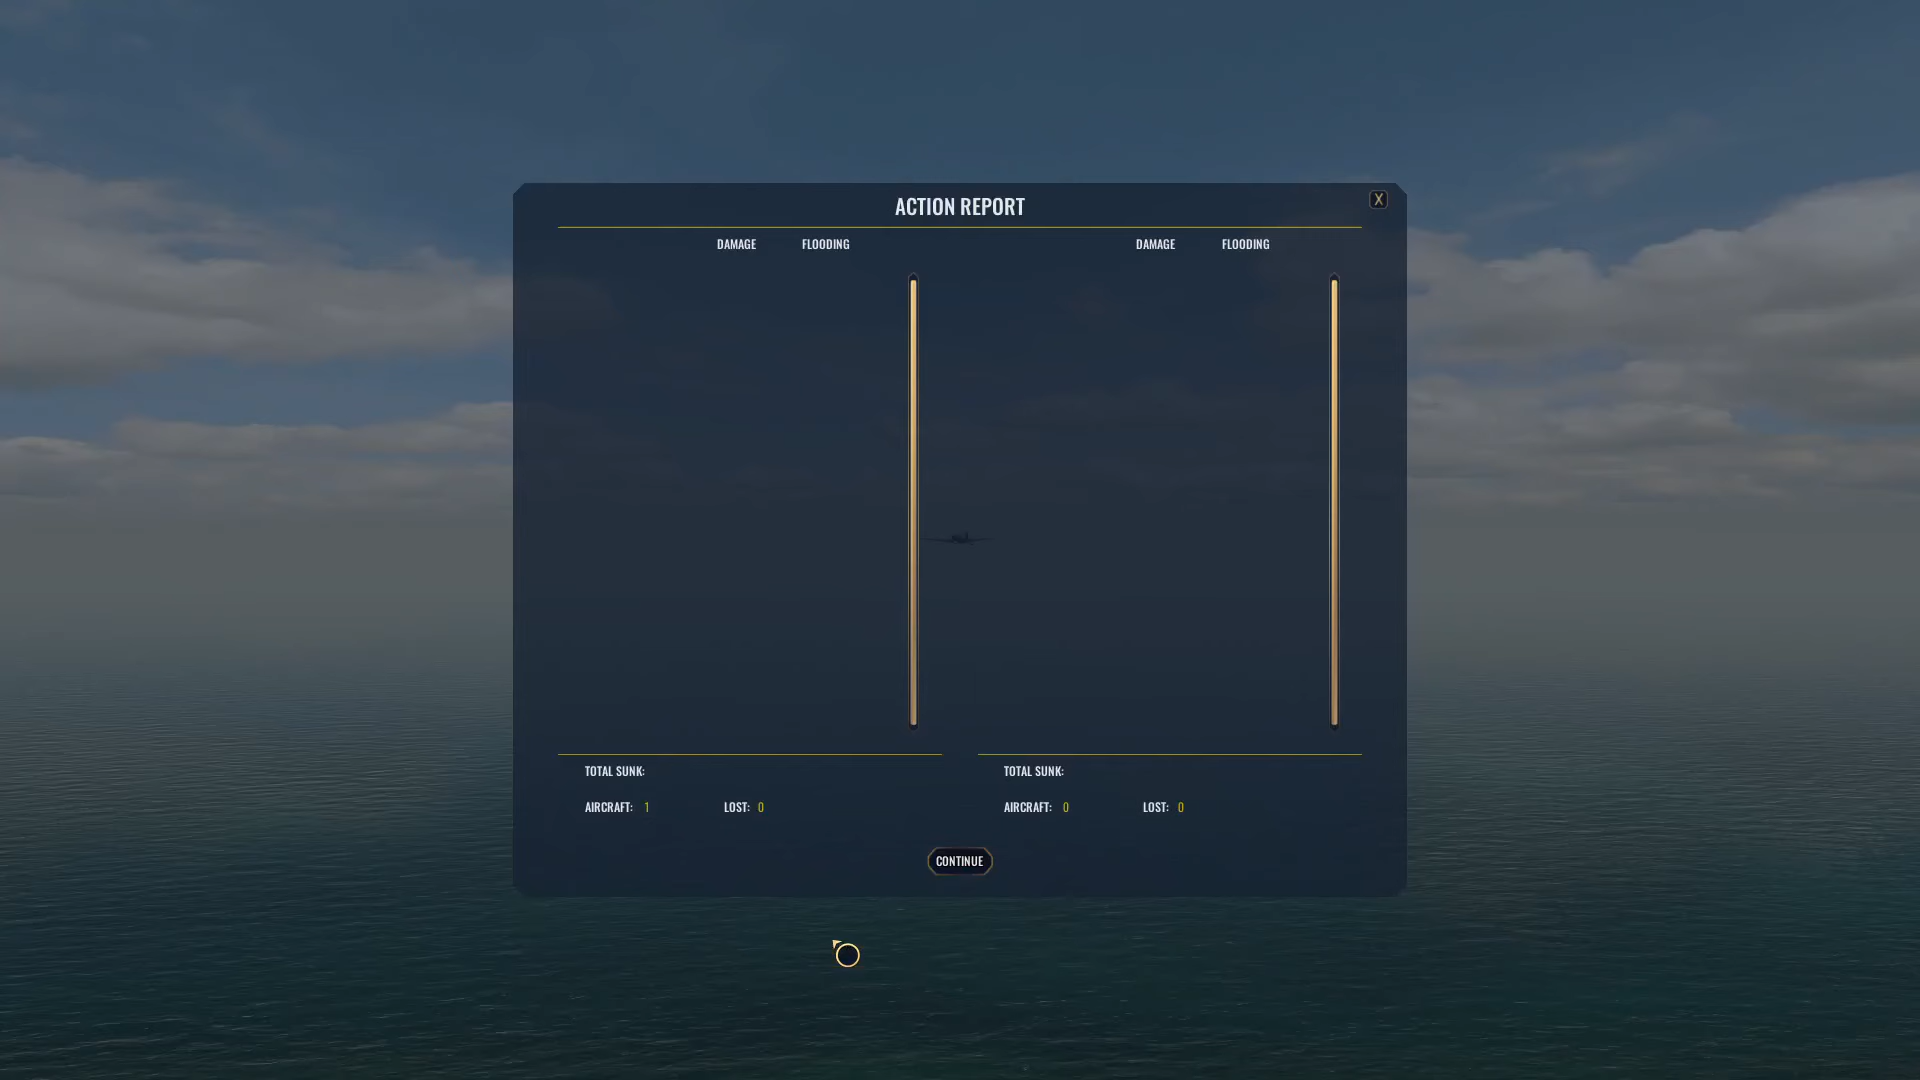 ACTION REPORT
X
DAMAGE FLOODING DAMAGE FLOODING
TOTAL SUNK: TOTAL SUNK:
AIRCRAFT: 1 LOST: 0 AIRCRAFT: 0 LOST: 0
CONTINUE